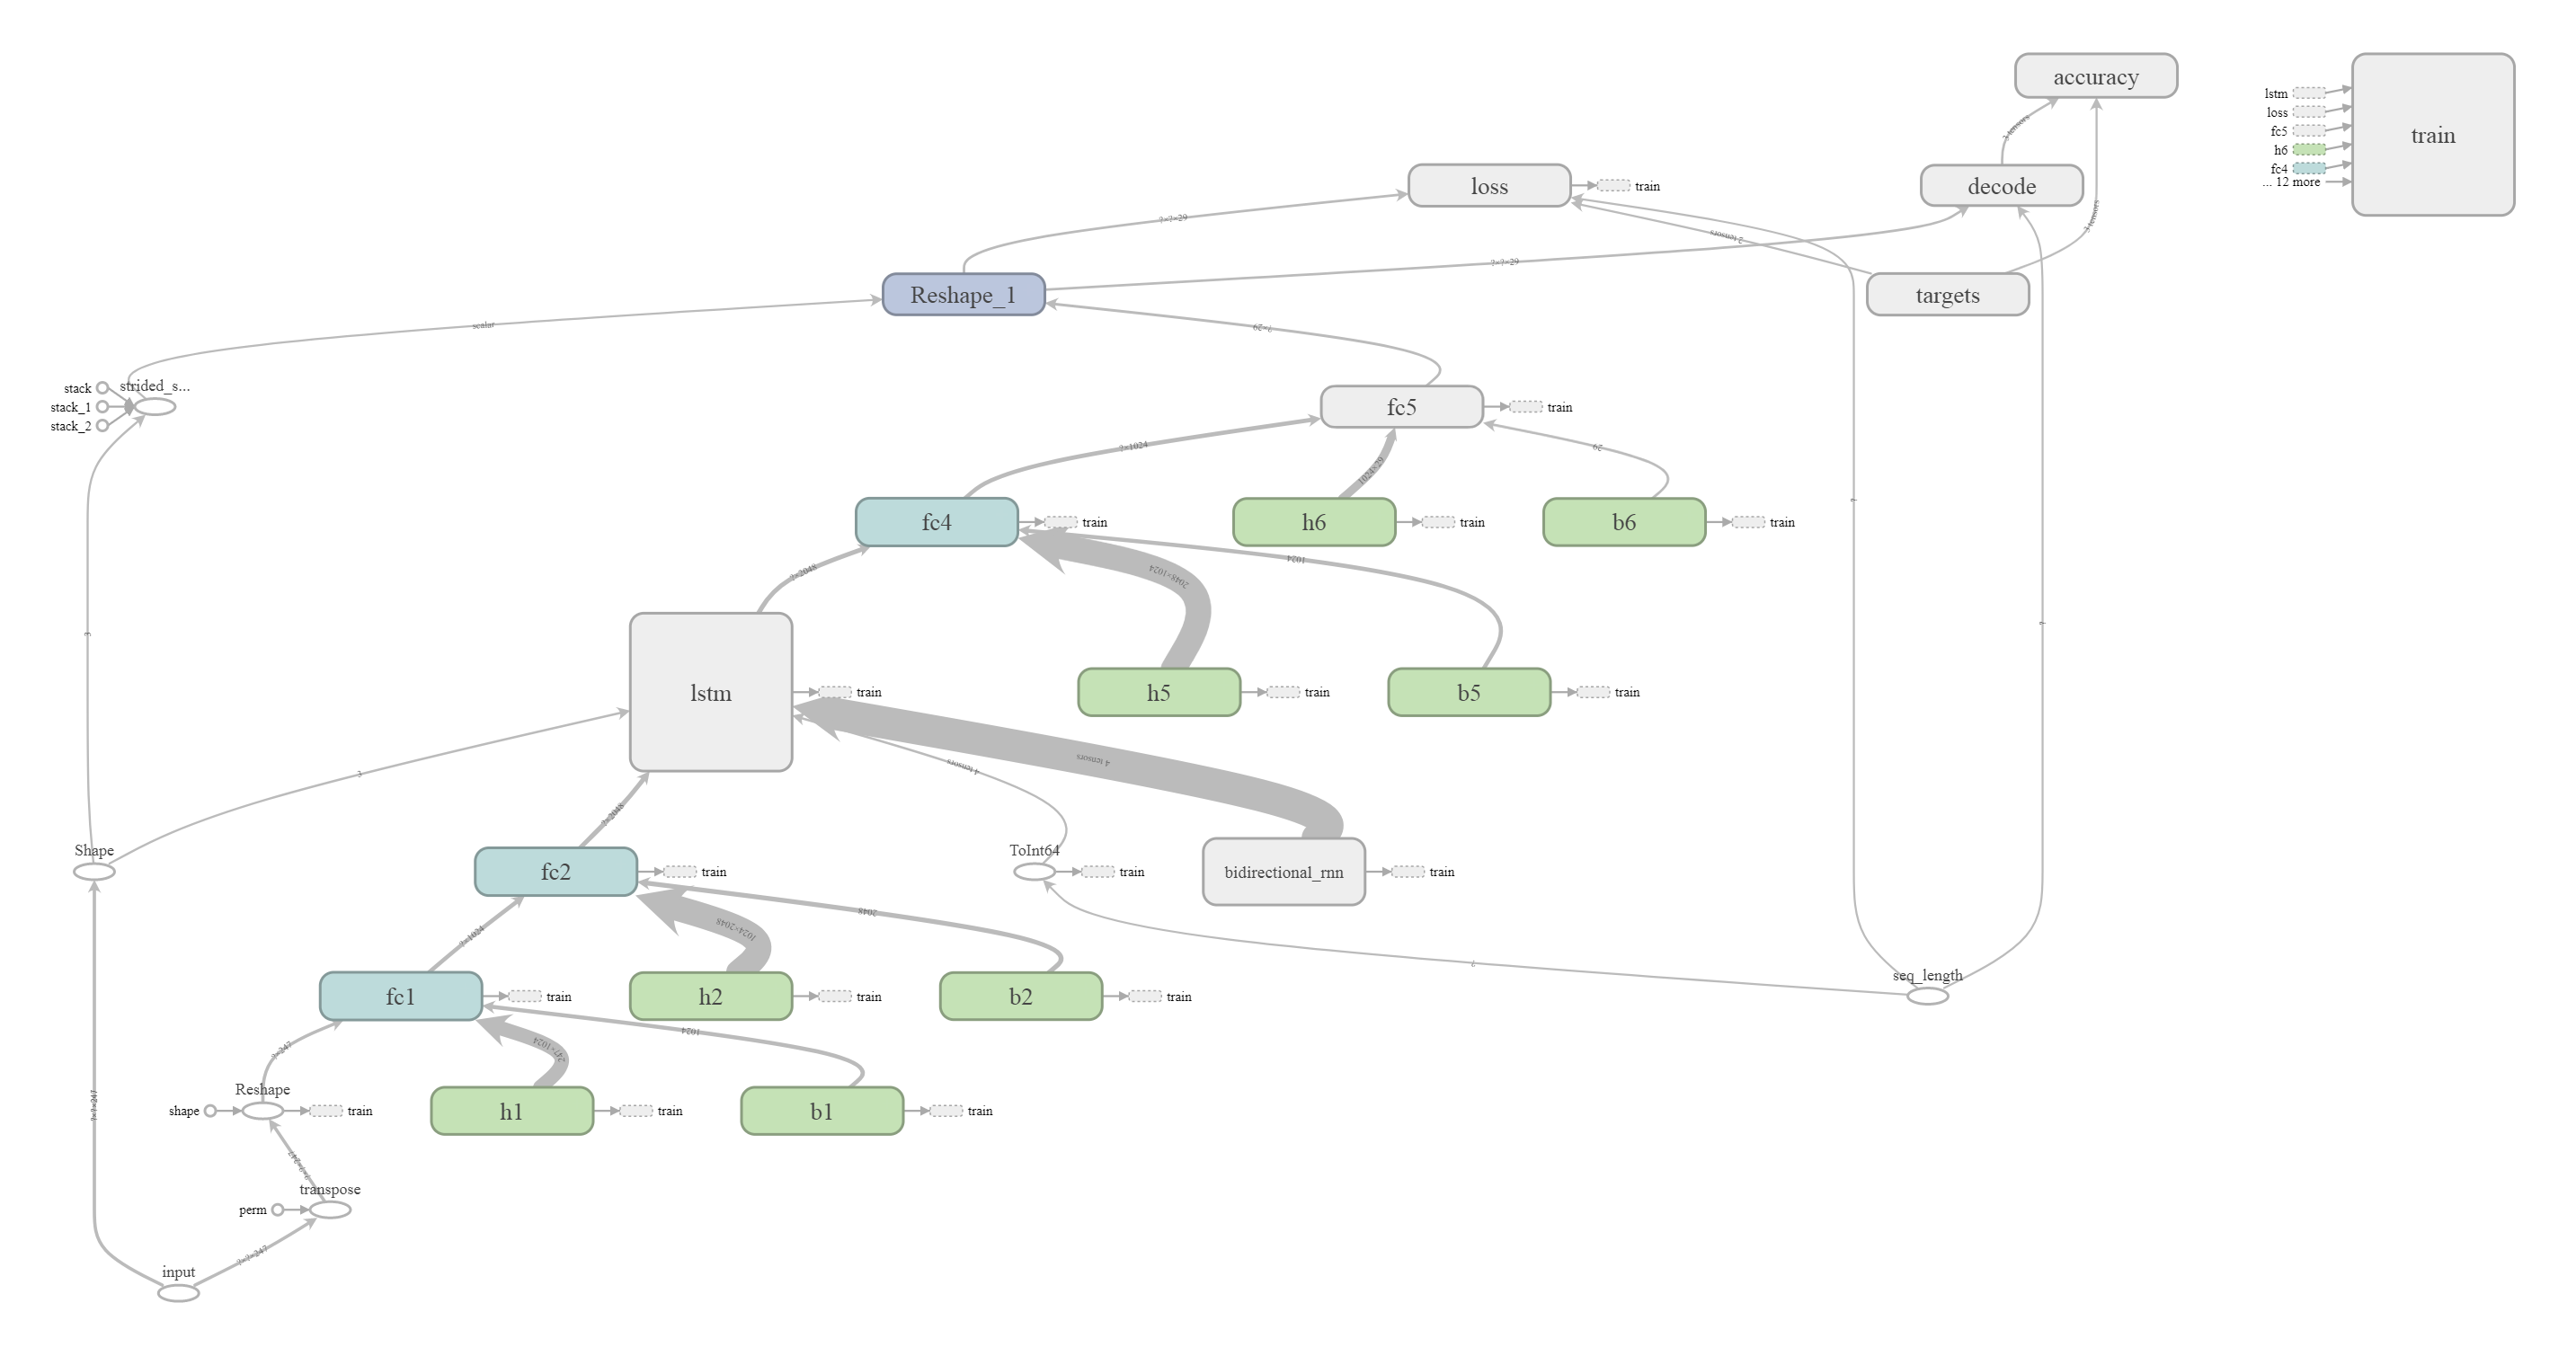 accuracy
lstm
loss
fc5
h6
fc4
... 12 more
train
3 tensors
loss
train
decode
?×?×29
3 tensors
2 tensors
?×?×29
Reshape_1
targets
scalar
?×29
stack
strided_s...
stack_1
stack_2
fc5
train
?×1024
1024×29
29
fc4
train
h6
train
b6
train
?
2048×1024
1024
?×2048
3
?
lstm
train
h5
train
b5
train
3
4 tensors
4 tensors
?×2048
Shape
fc2
train
ToInt64
train
bidirectional_rnn
train
1024×2048
2048
?×1024
?
seq_length
fc1
train
h2
train
b2
train
1024
247×1024
?×247
Reshape
shape
train
h1
train
b1
train
?×?×247
?×?×247
transpose
perm
?×?×247
input